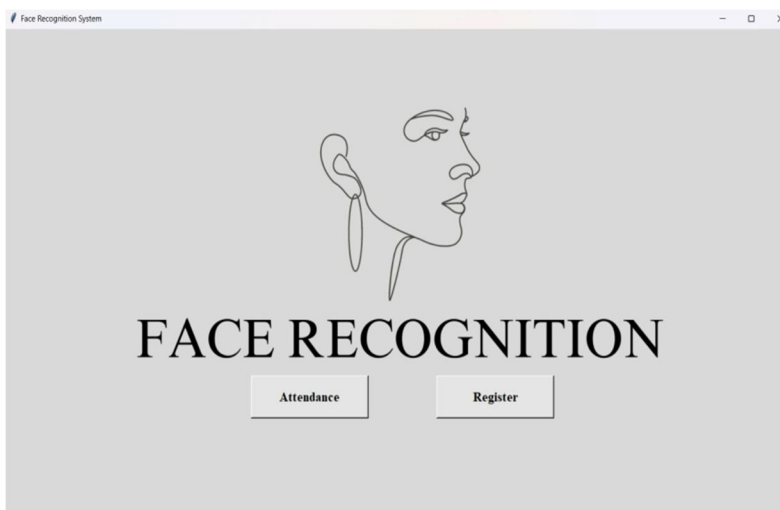 Face Recognition System
FACE RECOGNITION
Attendance
Register